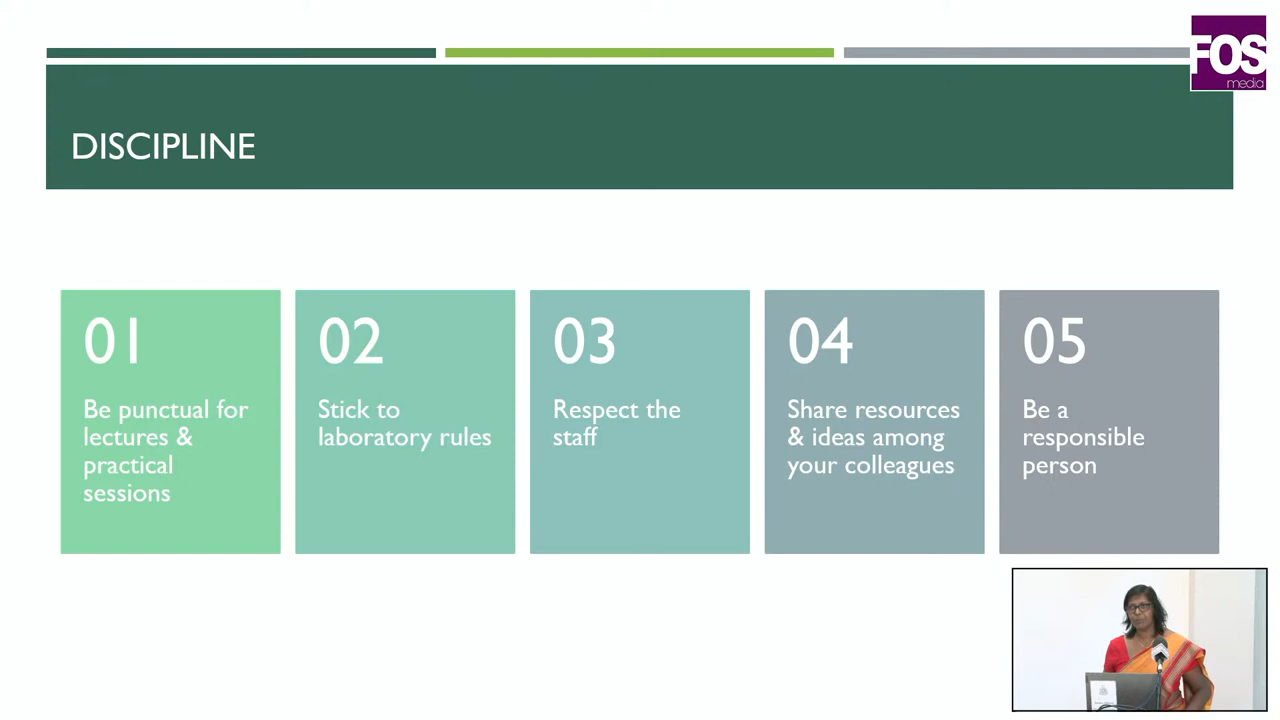 FOS
media
DISCIPLINE
01
Be punctual for
lectures &
practical
sessions
02
Stick to
laboratory rules
03
Respect the
staff
04
Share resources
& ideas among
your colleagues
05
Be a
responsible
person